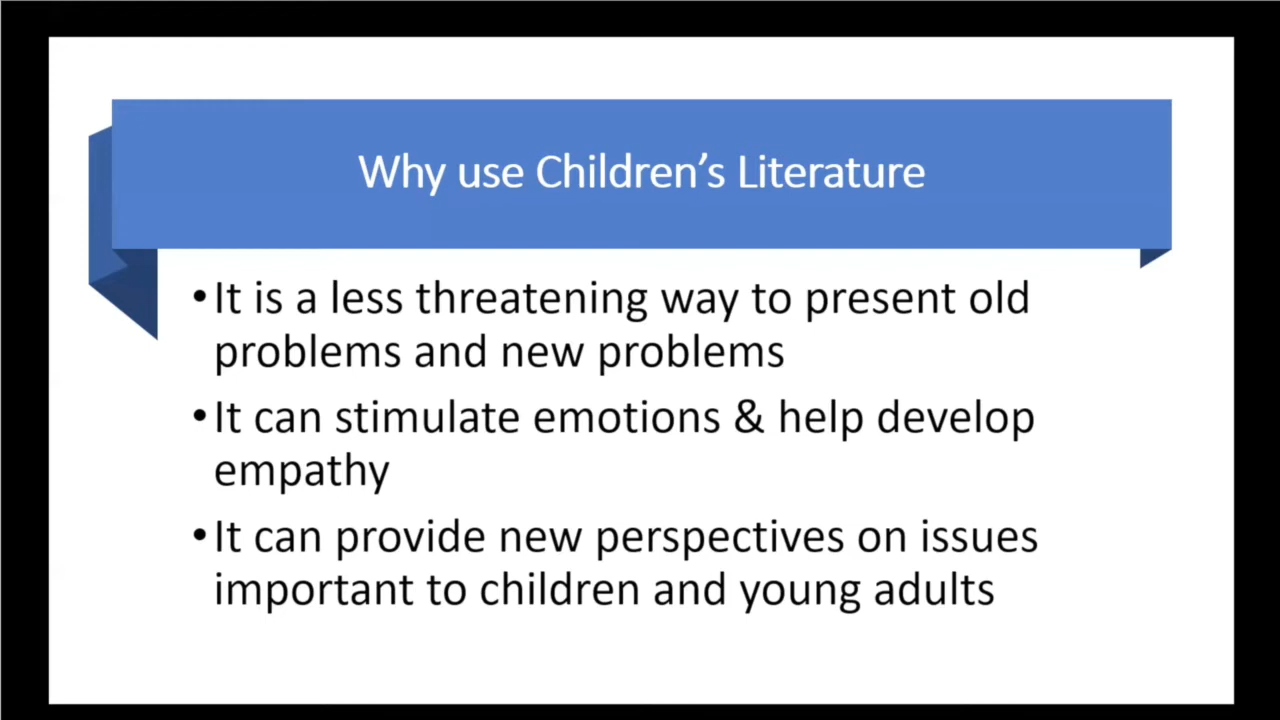 Why use Children’s Literature
•It is a less threatening way to present old
problems and new problems
•It can stimulate emotions & help develop
empathy
•It can provide new perspectives on issues
important to children and young adults